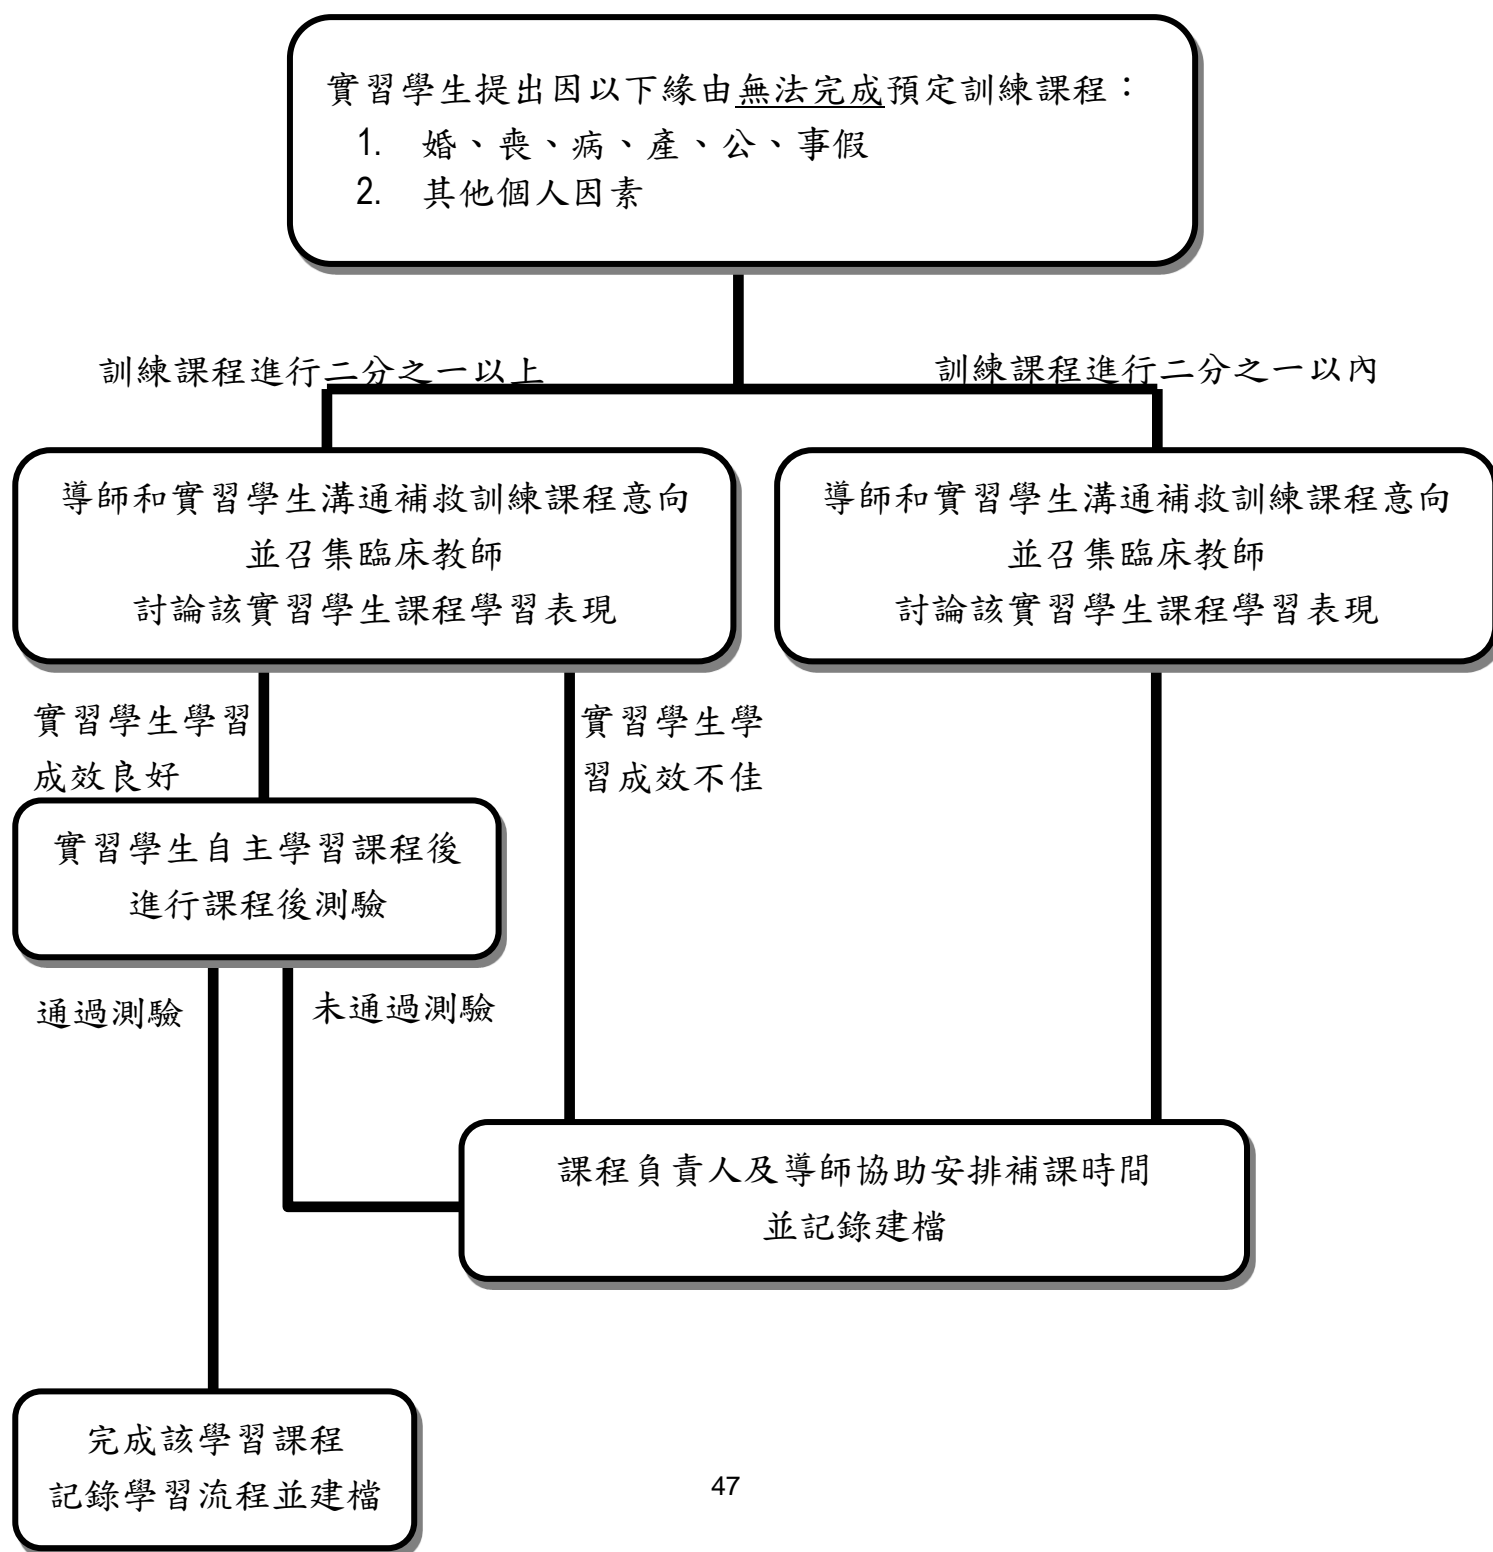 實習學生提出因以下緣由無法完成預定訓練課程：
1. 婚、喪、病、產、公、事假
2. 其他個人因素
訓練課程進行二分之一以上
訓練課程進行二分之一以內
導師和實習學生溝通補救訓練課程意向
並召集臨床教師
討論該實習學生課程學習表現
導師和實習學生溝通補救訓練課程意向
並召集臨床教師
討論該實習學生課程學習表現
實習學生學習
成效良好
實習學生學
習成效不佳
實習學生自主學習課程後
進行課程後測驗
通過測驗
未通過測驗
課程負責人及導師協助安排補課時間
並記錄建檔
完成該學習課程
記錄學習流程並建檔
47